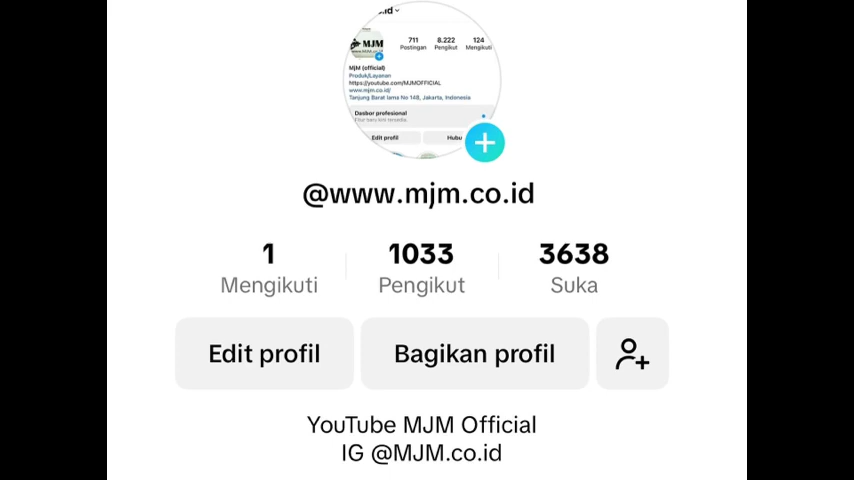 .id
MJM
711 8.222 124
Postingan Pengikut Mengikuti
MJM (official)
Produk/Layanan
https://youtube.com/MJMOFFICIAL
www.mjm.co.id/
Tanjung Barat lama No 14B, Jakarta, Indonesia
Dasbor profesional
Edit profil Hubu
@www.mjm.co.id
1 1033 3638
Mengikuti Pengikut Suka
Edit profil Bagikan profil
YouTube MJM Official
IG @MJM.co.id